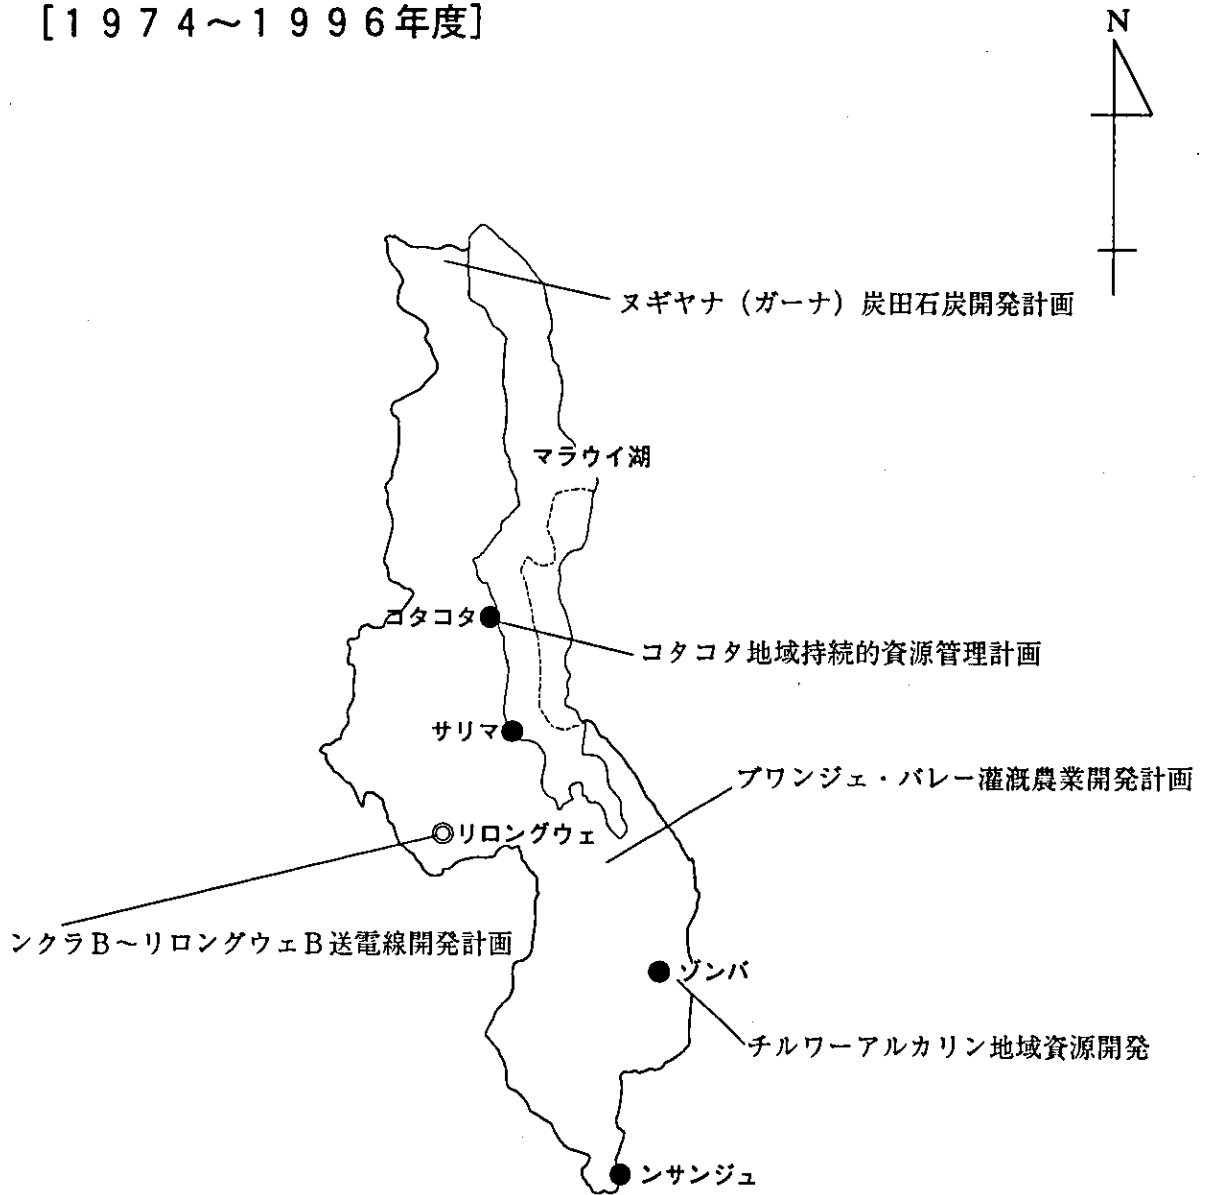 [1974～1996年度]
N
ヌギヤナ（ガーナ）炭田石炭開発計画
マラウイ湖
コタコタ
コタコタ地域持続的資源管理計画
サリマ
ブワンジェ・バレー灌漑農業開発計画
リロングウェ
ンクラB～リロングウェB送電線開発計画
ゾンバ
チルワーアルカリン地域資源開発
ンサンジュ